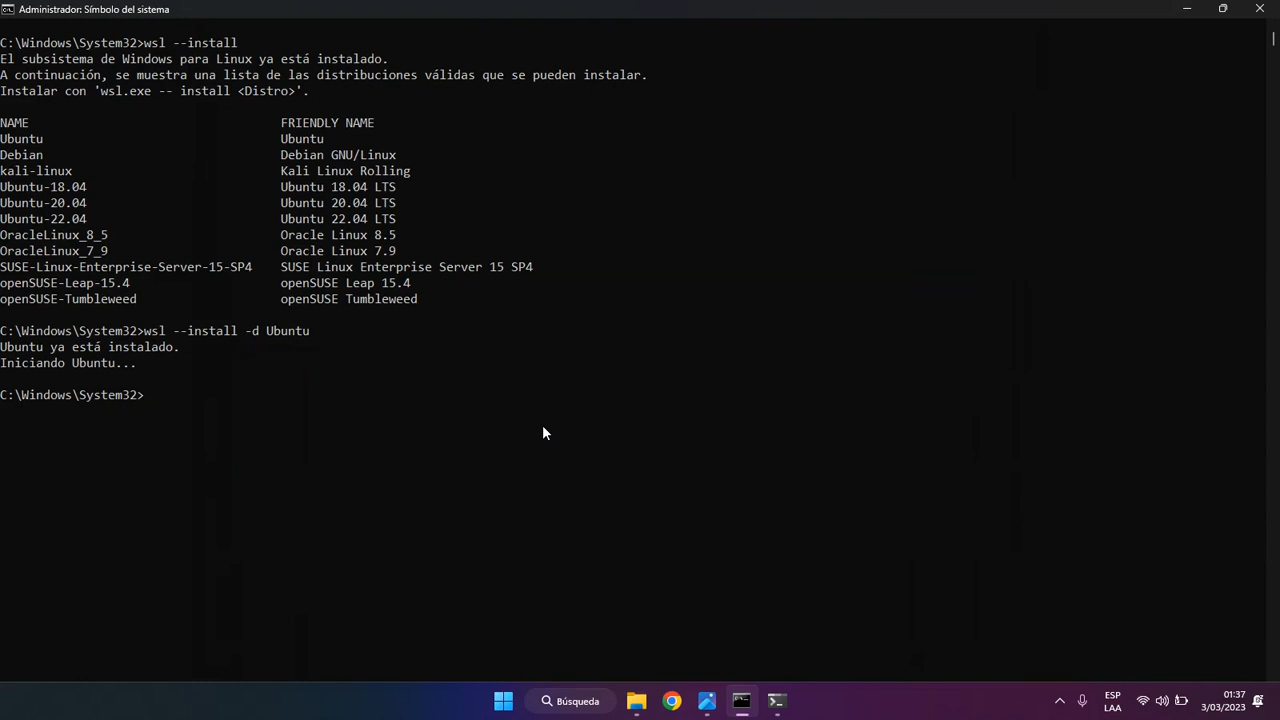 Administrador: Símbolo del sistema
C:\Windows\System32>wsl --install
El subsistema de Windows para Linux ya está instalado.
A continuación, se muestra una lista de las distribuciones válidas que se pueden instalar.
Instalar con 'wsl.exe -- install <Distro>'.
NAME FRIENDLY NAME
Ubuntu Ubuntu
Debian Debian GNU/Linux
kali-linux Kali Linux Rolling
Ubuntu-18.04 Ubuntu 18.04 LTS
Ubuntu-20.04 Ubuntu 20.04 LTS
Ubuntu-22.04 Ubuntu 22.04 LTS
OracleLinux_8_5 Oracle Linux 8.5
OracleLinux_7_9 Oracle Linux 7.9
SUSE-Linux-Enterprise-Server-15-SP4 SUSE Linux Enterprise Server 15 SP4
openSUSE-Leap-15.4 openSUSE Leap 15.4
openSUSE-Tumbleweed openSUSE Tumbleweed
C:\Windows\System32>wsl --install -d Ubuntu
Ubuntu ya está instalado.
Iniciando Ubuntu...
C:\Windows\System32>
Búsqueda
ESP
LAA
01:37
3/03/2023